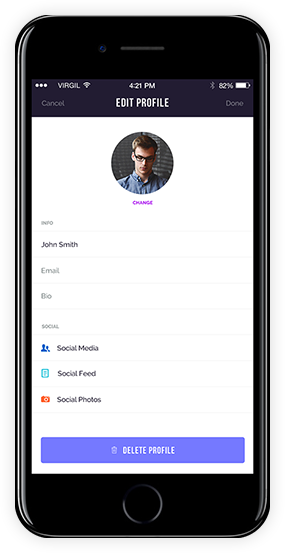 VIRGIL
4:21 PM
82%
Cancel
EDIT PROFILE
Done
CHANGE
INFO
John Smith
Email
Bio
SOCIAL
Social Media
Social Feed
Social Photos
DELETE PROFILE